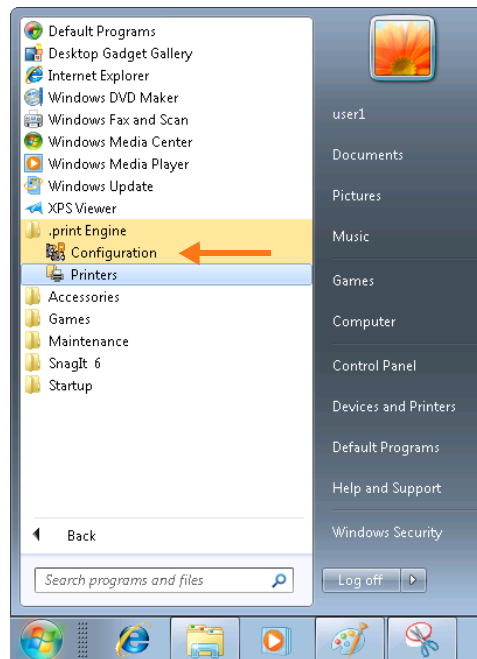 Default Programs
Desktop Gadget Gallery
Internet Explorer
Windows DVD Maker
Windows Fax and Scan
Windows Media Center
Windows Media Player
Windows Update
XPS Viewer
.print Engine
Configuration
Printers
Accessories
Games
Maintenance
SnagIt 6
Startup
Back
Search programs and files
user1
Documents
Pictures
Music
Games
Computer
Control Panel
Devices and Printers
Default Programs
Help and Support
Windows Security
Log off